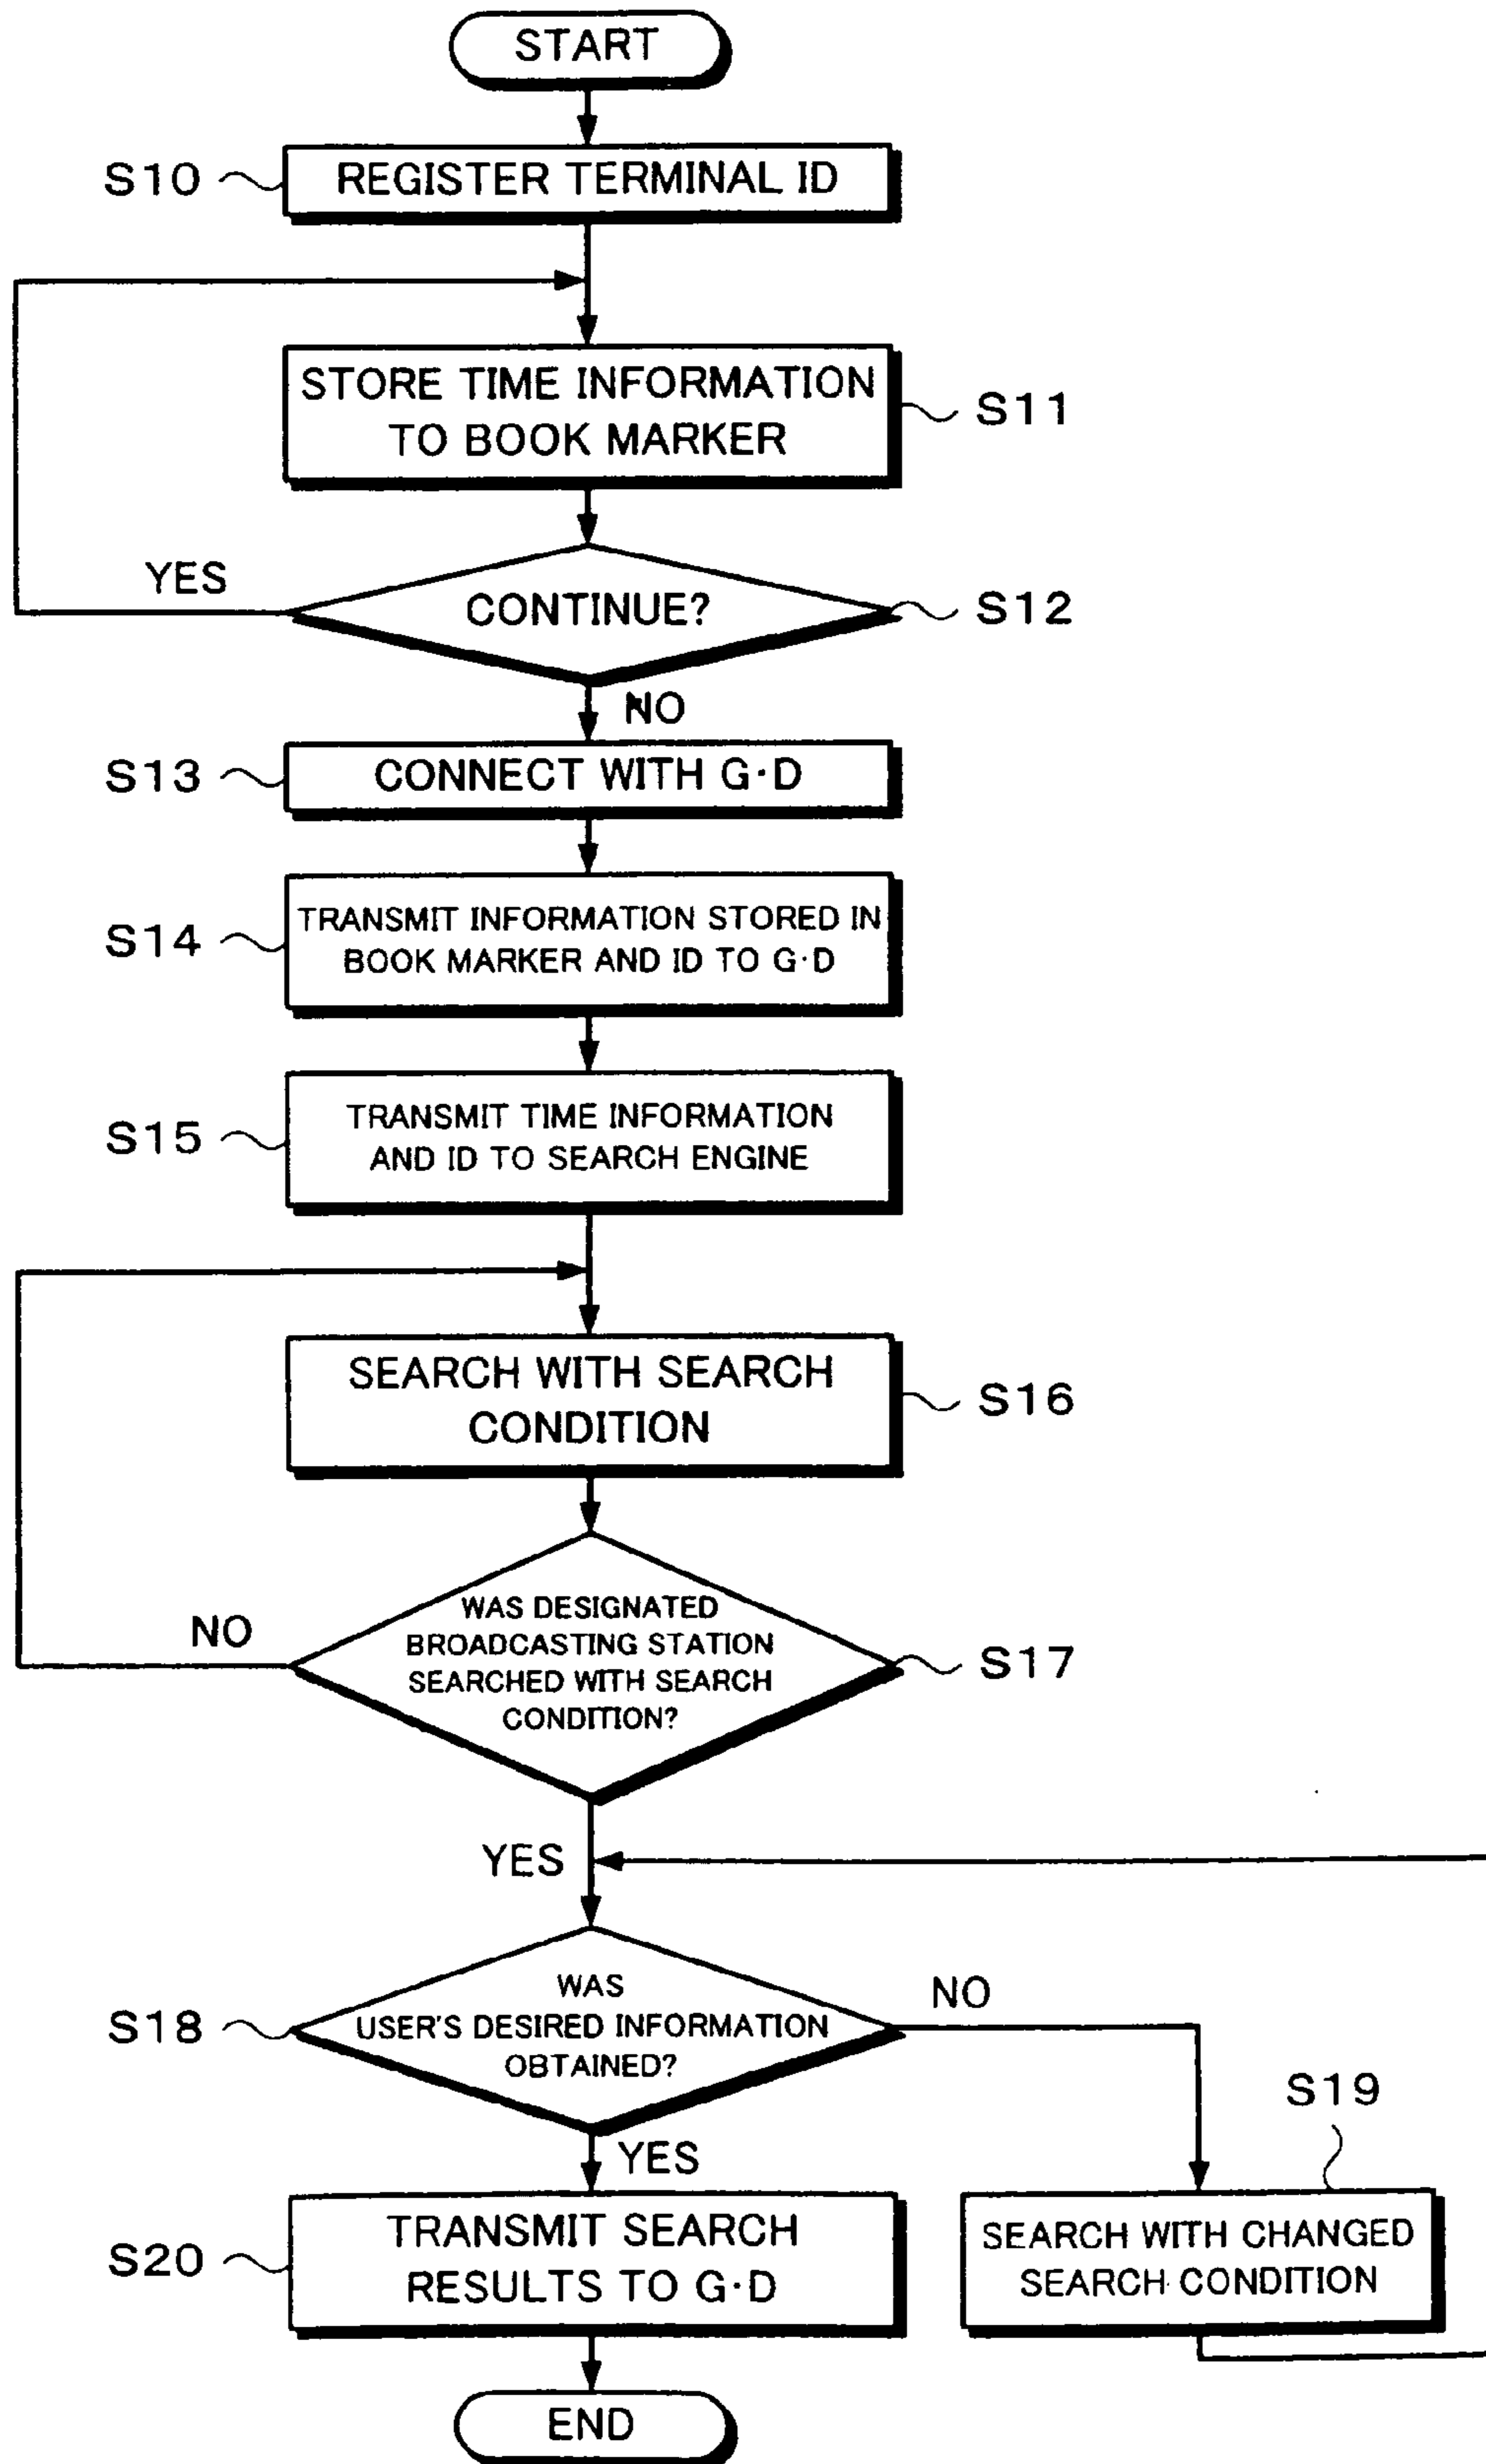 START
S10
REGISTER TERMINAL ID
STORE TIME INFORMATION
TO BOOK MARKER
S11
YES
CONTINUE?
S12
NO
S13
CONNECT WITH G·D
S14
TRANSMIT INFORMATION STORED IN
BOOK MARKER AND ID TO G·D
S15
TRANSMIT TIME INFORMATION
AND ID TO SEARCH ENGINE
SEARCH WITH SEARCH
CONDITION
S16
NO
WAS DESIGNATED
BROADCASTING STATION
SEARCHED WITH SEARCH
CONDITION?
S17
YES
S18
WAS
USER'S DESIRED INFORMATION
OBTAINED?
NO
YES
S19
S20
TRANSMIT SEARCH
RESULTS TO G·D
SEARCH WITH CHANGED
SEARCH CONDITION
END